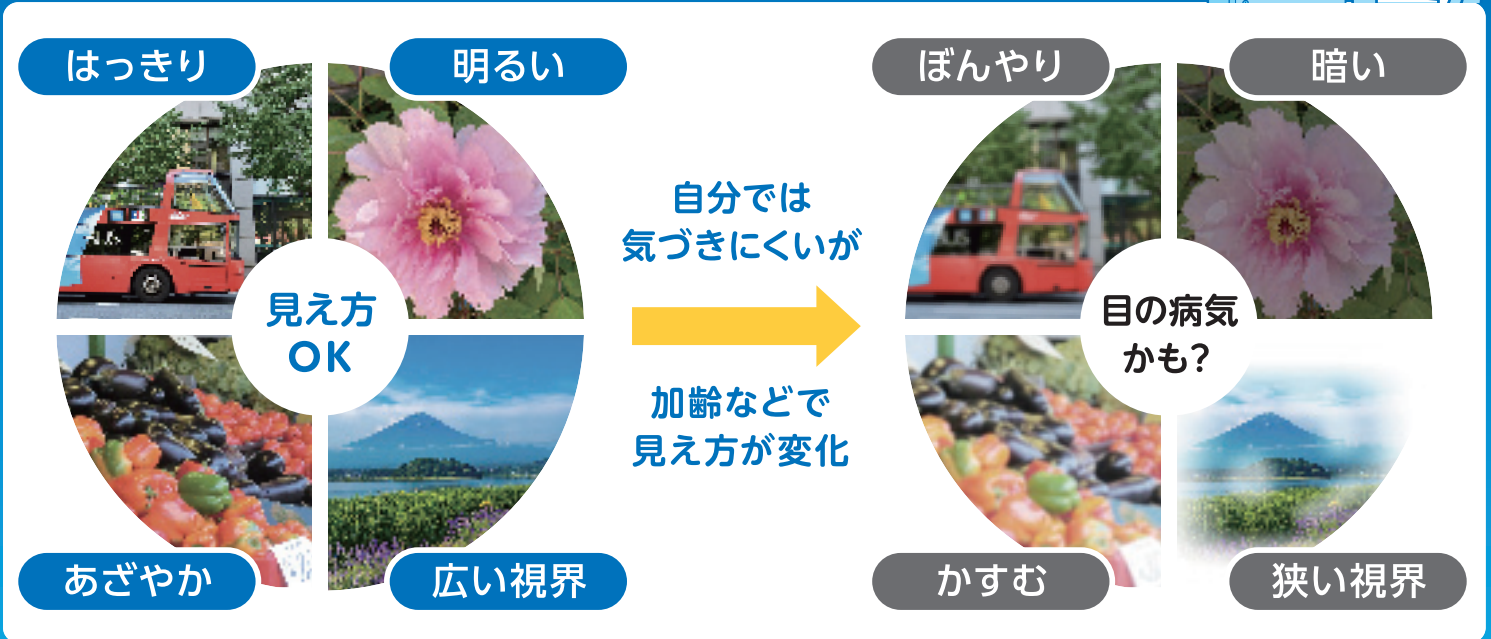 はっきり
明るい
見え方
OK
あざやか
広い視界
自分では
気づきにくいが
加齢などで
見え方が変化
ぼんやり
暗い
目の病気
かも?
かすむ
狭い視界